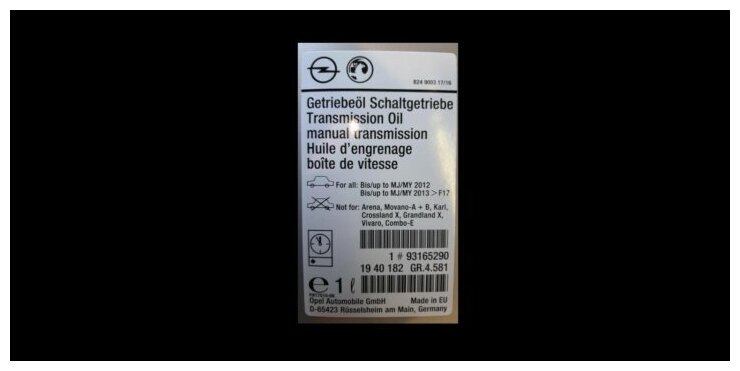 824 9003 17/16
Getriebeöl Schaltgetriebe
Transmission Oil
manual transmission
Huile d'engrenage
boîte de vitesse
For all: Bis/up to MJ/MY 2012
Bis/up to MJ/MY 2013 > F17
Not for: Arena, Movano-A + B, Karl,
Crossland X, Grandland X,
Vivaro, Combo-E
1 # 93165290
19 40 182 GR.4.581
e 1 ℓ
Opel Automobile GmbH Made in EU
D-65423 Rüsselsheim am Main, Germany